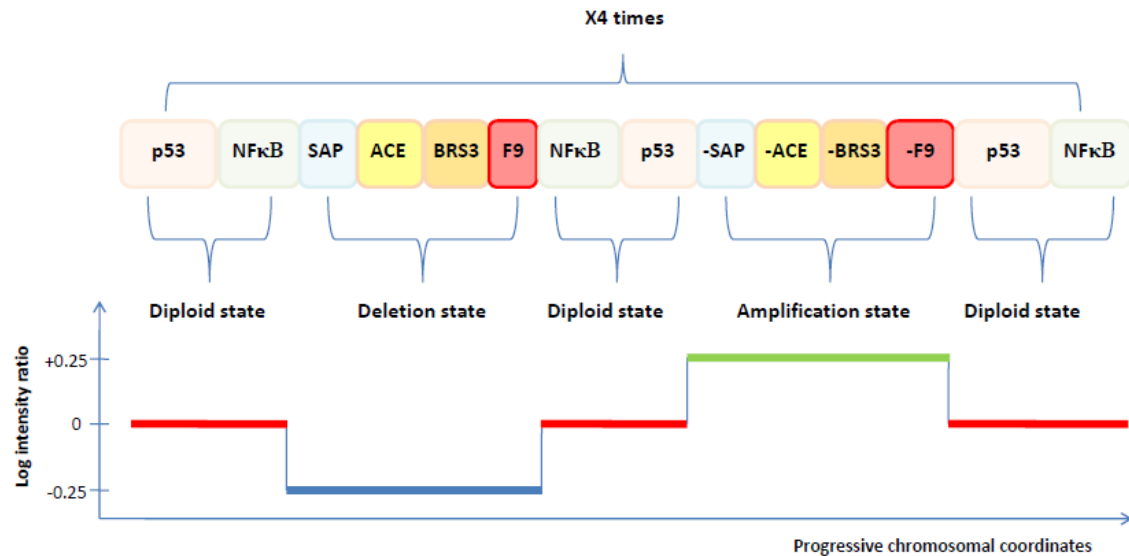 X4 times
p53 NFκB SAP ACE BRS3 F9 NFκB p53 -SAP -ACE -BRS3 -F9 p53 NFκB
Diploid state Deletion state Diploid state Amplification state Diploid state
Log intensity ratio
+0.25
0
-0.25
Progressive chromosomal coordinates